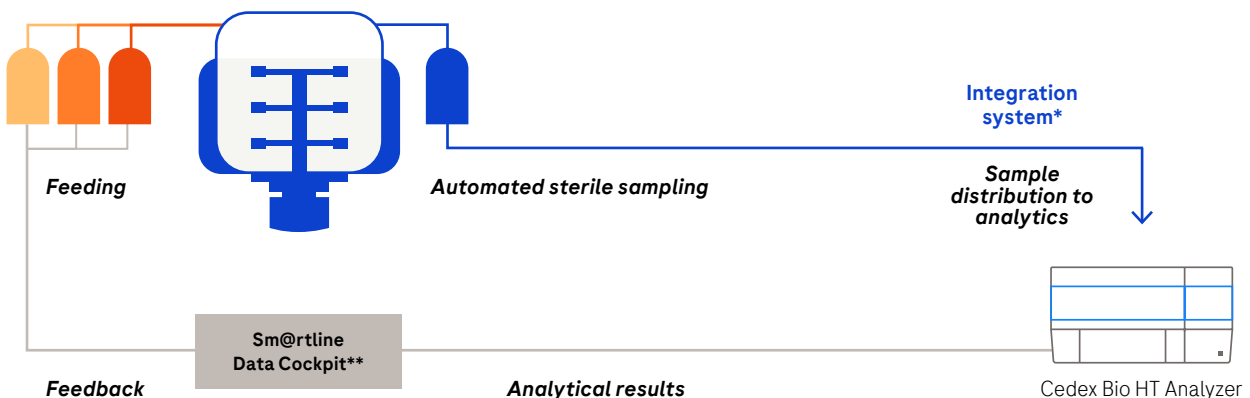 Integration
system*
Feeding
Automated sterile sampling
Sample
distribution to
analytics
Sm@rtline
Data Cockpit**
Feedback
Analytical results
Cedex Bio HT Analyzer